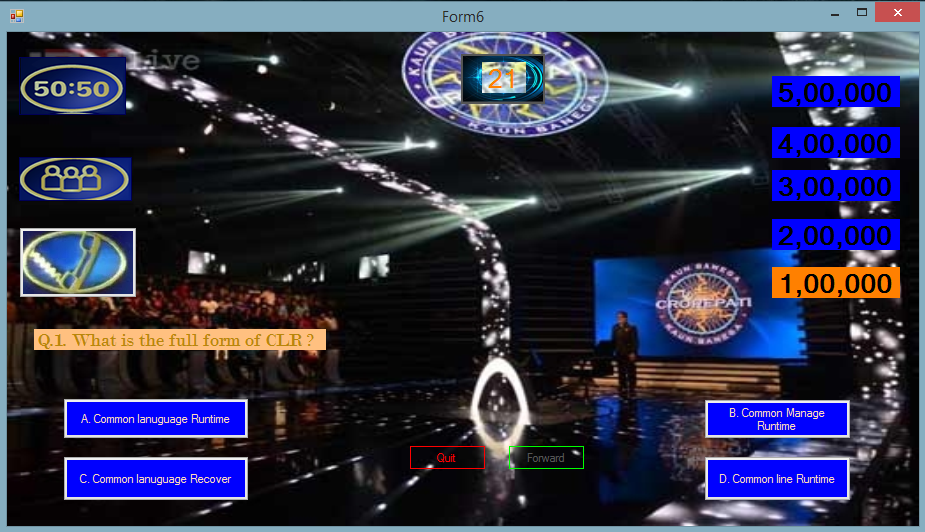 Form6
Live
50:50
KAUN BANEGA
21
KAUN BANEGA
5,00,000
4,00,000
3,00,000
2,00,000
1,00,000
KAUN BANEGA
CROREPATI
Q.1. What is the full form of CLR ?
A. Common lanuguage Runtime
B. Common Manage
Runtime
Quit
Forward
C. Common lanuguage Recover
D. Common line Runtime